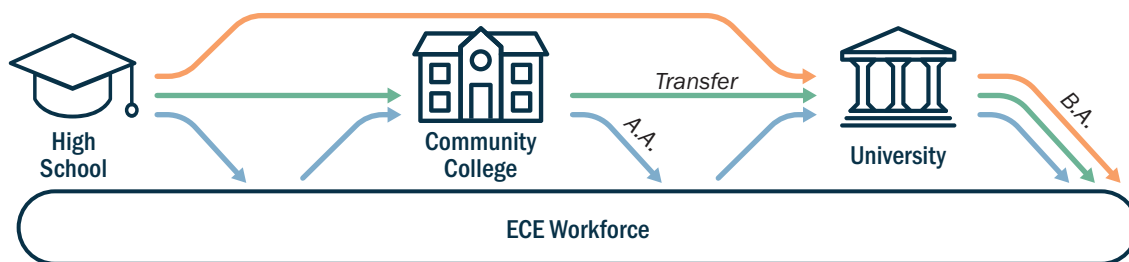 High
School
Community
College
Transfer
A.A.
University
B.A.
ECE Workforce